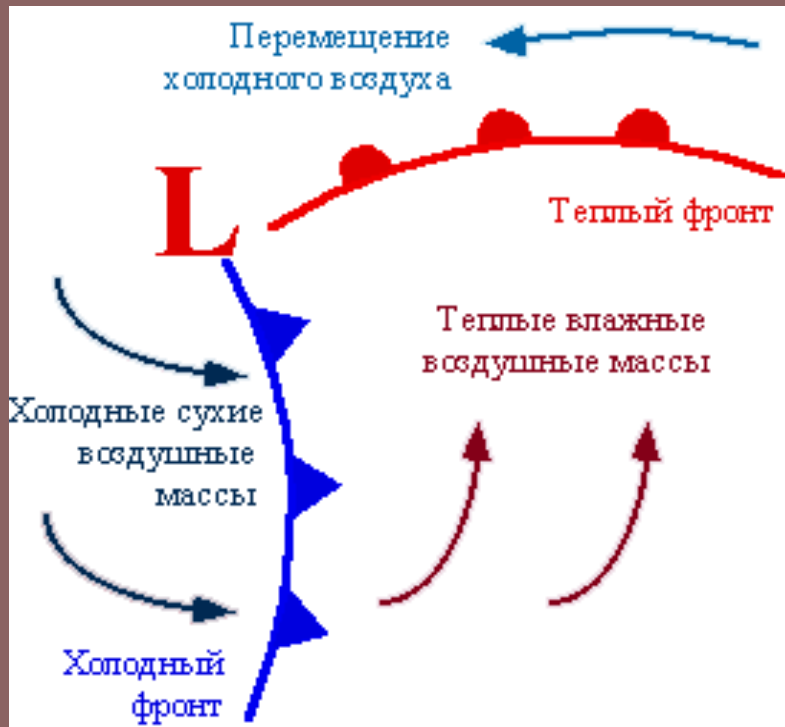 Перемещение
холодного воздуха
L
Теплый фронт
Теплые влажные
воздушные массы
Холодные сухие
воздушные
массы
Холодный
фронт